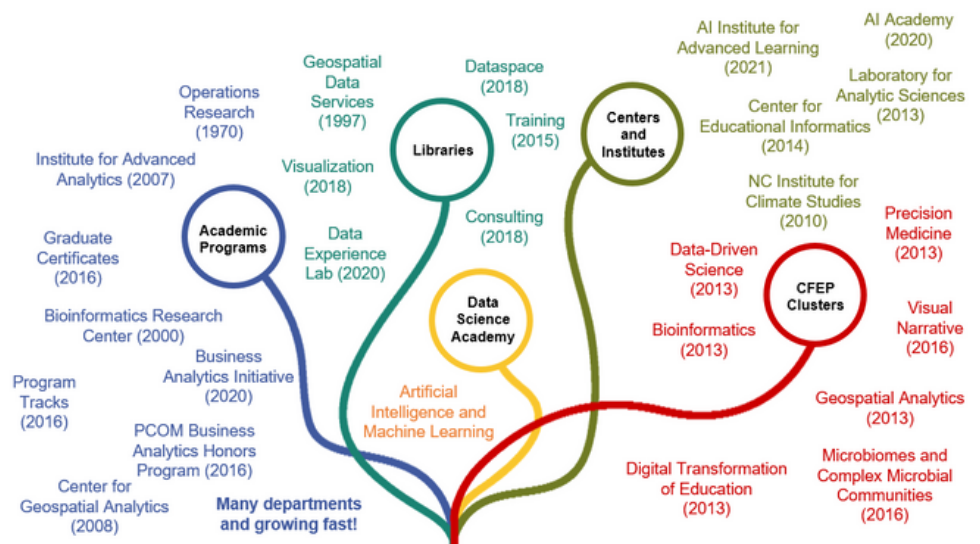 Operations
Research
(1970)
Institute for Advanced
Analytics (2007)
Academic
Programs
Graduate
Certificates
(2016)
Bioinformatics Research
Center (2000)
Business
Analytics Initiative
(2020)
Program
Tracks
(2016)
PCOM Business
Analytics Honors
Program (2016)
Center for
Geospatial Analytics
(2008)
Many departments
and growing fast!
Geospatial
Data
Services
(1997)
Dataspace
(2018)
Training
(2015)
Libraries
Visualization
(2018)
Consulting
(2018)
Data
Experience
Lab (2020)
Data
Science
Academy
Artificial
Intelligence and
Machine Learning
Centers
and
Institutes
AI Institute for
Advanced Learning
(2021)
AI Academy
(2020)
Laboratory for
Analytic Sciences
(2013)
Center for
Educational Informatics
(2014)
NC Institute for
Climate Studies
(2010)
Precision
Medicine
(2013)
Data-Driven
Science
(2013)
CFEP
Clusters
Bioinformatics
(2013)
Visual
Narrative
(2016)
Geospatial Analytics
(2013)
Digital Transformation
of Education
(2013)
Microbiomes and
Complex Microbial
Communities
(2016)